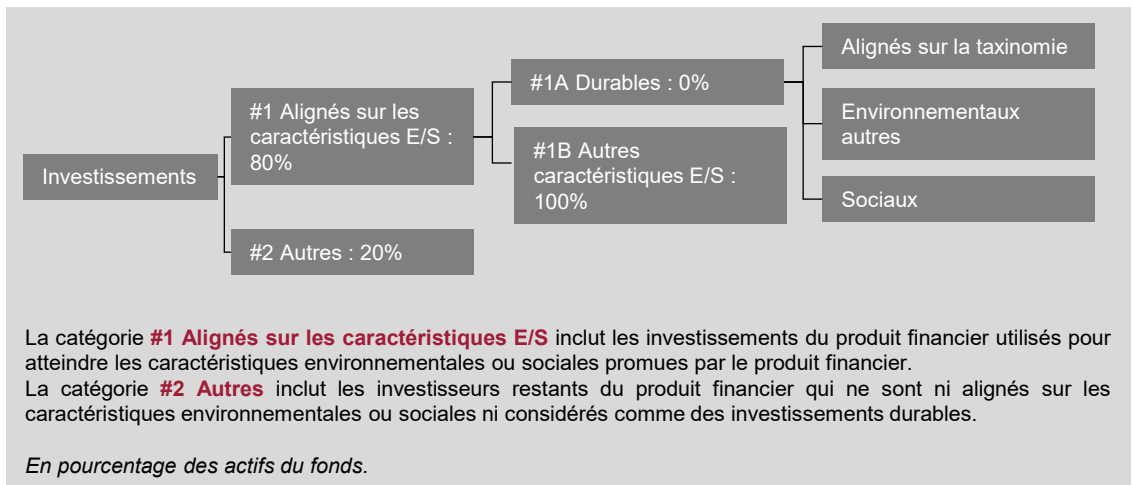 Investissements
#1 Alignés sur les
caractéristiques E/S :
80%
#2 Autres : 20%
#1A Durables : 0%
#1B Autres
caractéristiques E/S :
100%
Alignés sur la taxinomie
Environnementaux
autres
Sociaux
La catégorie #1 Alignés sur les caractéristiques E/S inclut les investissements du produit financier utilisés pour
atteindre les caractéristiques environnementales ou sociales promues par le produit financier.
La catégorie #2 Autres inclut les investisseurs restants du produit financier qui ne sont ni alignés sur les
caractéristiques environnementales ou sociales ni considérés comme des investissements durables.
En pourcentage des actifs du fonds.